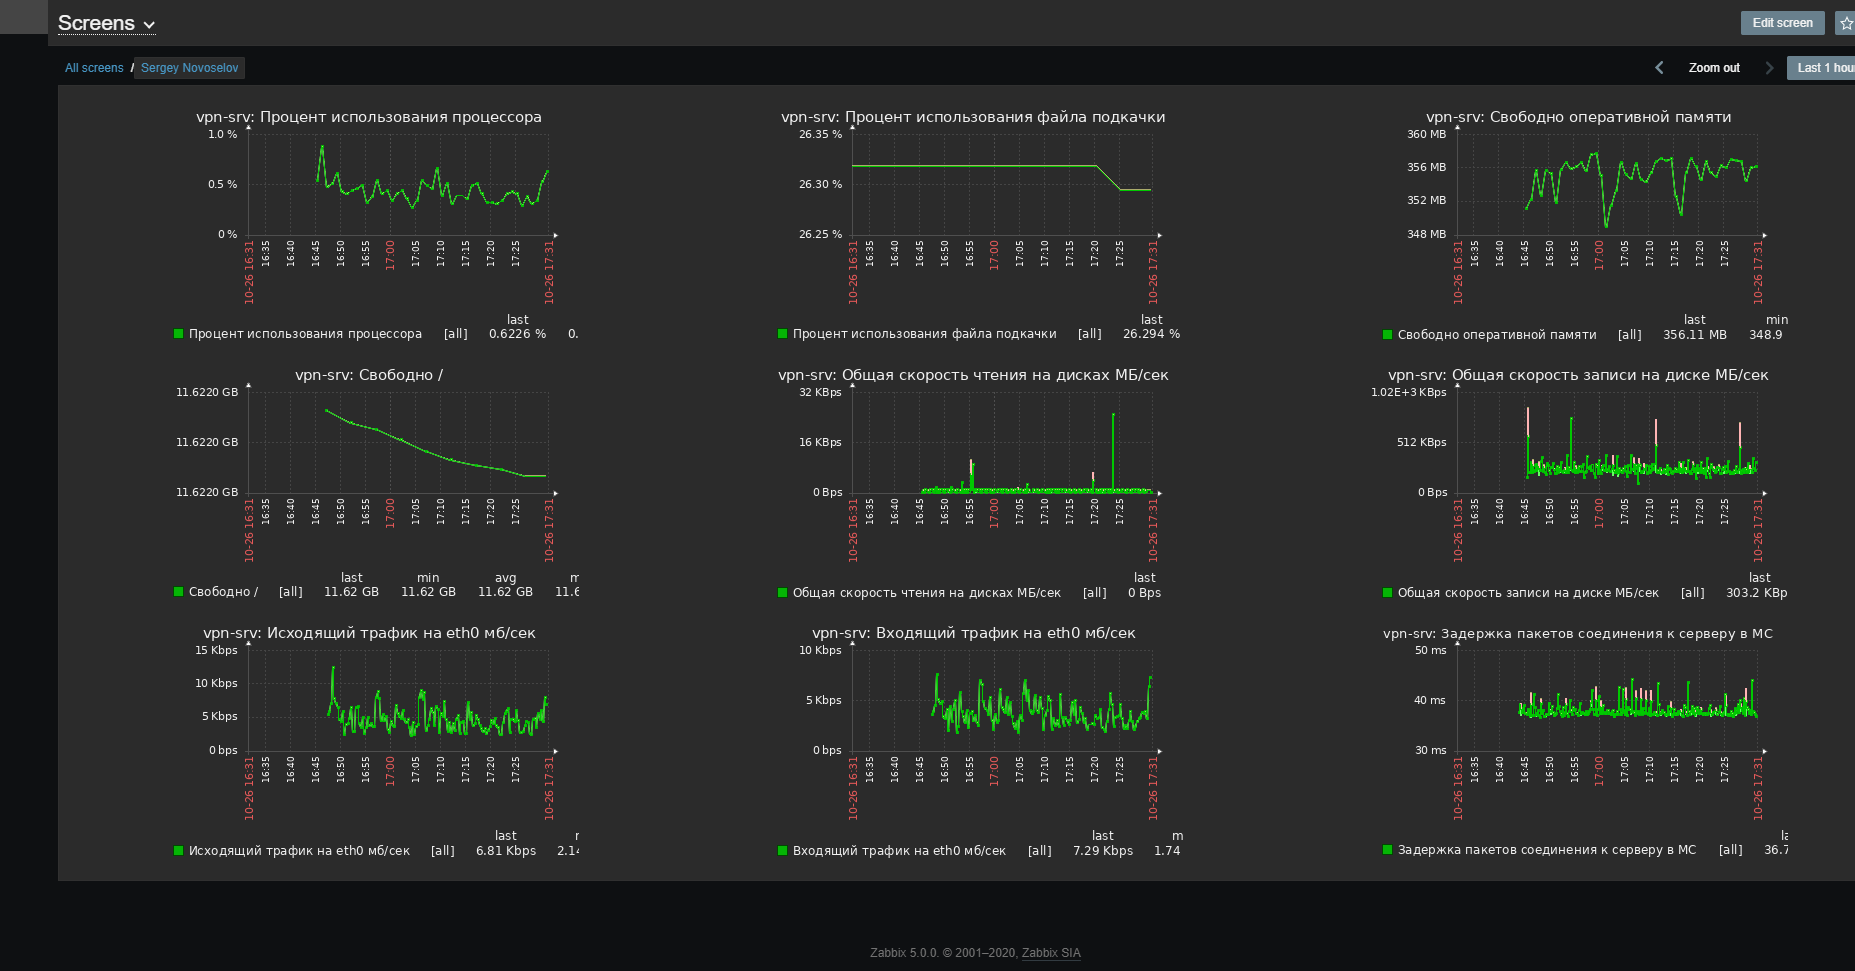 Screens
Edit screen
All screens / Sergey Novoselov
Zoom out
Last 1 hour
vpn-srv: Процент использования процессора
1.0 %
0.5 %
0 %
10-26 16:31 16:35 16:40 16:45 16:50 16:55 17:00 17:05 17:10 17:15 17:20 17:25 10-26 17:31
last
Процент использования процессора [all] 0.6226 % 0.
vpn-srv: Процент использования файла подкачки
26.35 %
26.30 %
26.25 %
10-26 16:31 16:35 16:40 16:45 16:50 16:55 17:00 17:05 17:10 17:15 17:20 17:25 10-26 17:31
last
Процент использования файла подкачки [all] 26.294 %
vpn-srv: Свободно оперативной памяти
360 MB
356 MB
352 MB
348 MB
10-26 16:31 16:35 16:40 16:45 16:50 16:55 17:00 17:05 17:10 17:15 17:20 17:25 10-26 17:31
last min
Свободно оперативной памяти [all] 356.11 MB 348.9
vpn-srv: Свободно /
11.6220 GB
11.6220 GB
11.6220 GB
10-26 16:31 16:35 16:40 16:45 16:50 16:55 17:00 17:05 17:10 17:15 17:20 17:25 10-26 17:31
last min avg m
Свободно / [all] 11.62 GB 11.62 GB 11.62 GB 11.6
vpn-srv: Общая скорость чтения на дисках МБ/сек
32 KBps
16 KBps
0 Bps
10-26 16:31 16:35 16:40 16:45 16:50 16:55 17:00 17:05 17:10 17:15 17:20 17:25 10-26 17:31
last
Общая скорость чтения на дисках МБ/сек [all] 0 Bps
vpn-srv: Общая скорость записи на диске МБ/сек
1.02E+3 KBps
512 KBps
0 Bps
10-26 16:31 16:35 16:40 16:45 16:50 16:55 17:00 17:05 17:10 17:15 17:20 17:25 10-26 17:31
last
Общая скорость записи на диске МБ/сек [all] 303.2 KBp
vpn-srv: Исходящий трафик на eth0 мб/сек
15 Kbps
10 Kbps
5 Kbps
0 bps
10-26 16:31 16:35 16:40 16:45 16:50 16:55 17:00 17:05 17:10 17:15 17:20 17:25 10-26 17:31
last
Исходящий трафик на eth0 мб/сек [all] 6.81 Kbps 2.14
vpn-srv: Входящий трафик на eth0 мб/сек
10 Kbps
5 Kbps
0 bps
10-26 16:31 16:35 16:40 16:45 16:50 16:55 17:00 17:05 17:10 17:15 17:20 17:25 10-26 17:31
last m
Входящий трафик на eth0 мб/сек [all] 7.29 Kbps 1.74
vpn-srv: Задержка пакетов соединения к серверу в МС
50 ms
40 ms
30 ms
10-26 16:31 16:35 16:40 16:45 16:50 16:55 17:00 17:05 17:10 17:15 17:20 17:25 10-26 17:31
la
Задержка пакетов соединения к серверу в МС [all] 36.7
Zabbix 5.0.0. © 2001–2020, Zabbix SIA